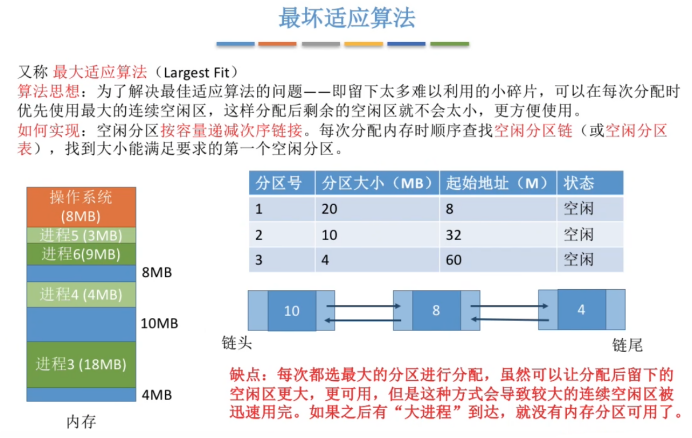 最坏适应算法
又称 最大适应算法（Largest Fit）
算法思想：为了解决最佳适应算法的问题——即留下太多难以利用的小碎片，可以在每次分配时
优先使用最大的连续空闲区，这样分配后剩余的空闲区就不会太小，更方便使用。
如何实现：空闲分区按容量递减次序链接。每次分配内存时顺序查找空闲分区链（或空闲分区
表），找到大小能满足要求的第一个空闲分区。
操作系统
(8MB)
进程5 (3MB)
进程6(9MB)
8MB
进程4 (4MB)
10MB
进程3 (18MB)
4MB
内存
分区号 分区大小（MB） 起始地址（M） 状态
1 20 8 空闲
2 10 32 空闲
3 4 60 空闲
10 8 4
链头 链尾
缺点：每次都选最大的分区进行分配，虽然可以让分配后留下的
空闲区更大，更可用，但是这种方式会导致较大的连续空闲区被
迅速用完。如果之后有“大进程”到达，就没有内存分区可用了。